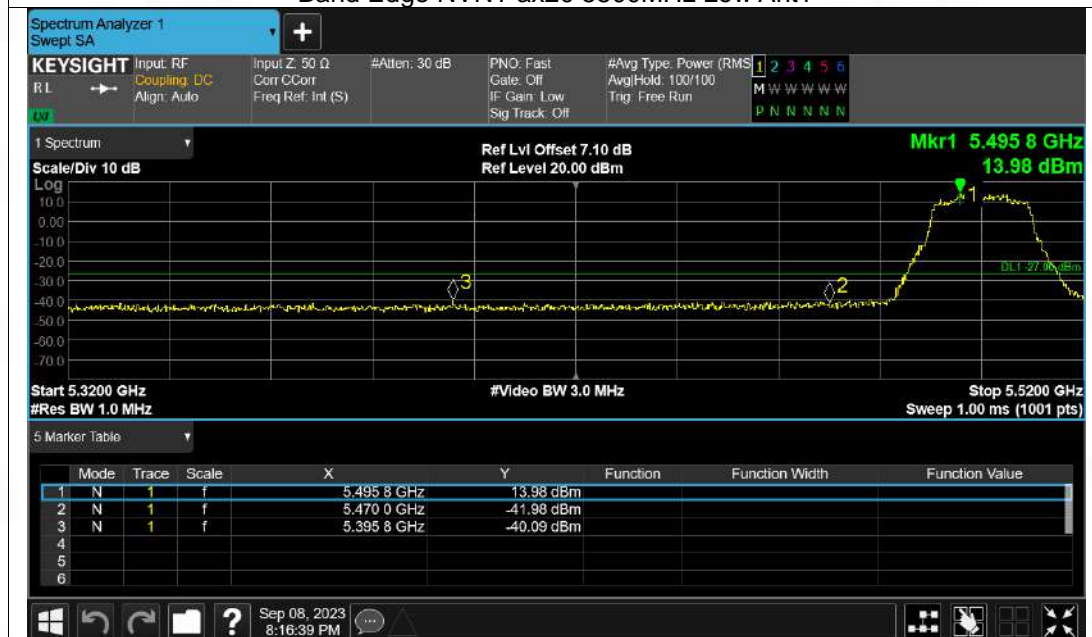 Spectrum Analyzer 1
Swept SA
KEYSIGHT
RL
LXI
Input: RF
Coupling: DC
Align: Auto
Input Z: 50 Ω
Corr CCorr
Freq Ref: Int (S)
#Atten: 30 dB
PNO: Fast
Gate: Off
IF Gain: Low
Sig Track: Off
#Avg Type: Power (RMS
Avg|Hold: 100/100
Trig: Free Run
1 2 3 4 5 6
M W W W W W
P N N N N N
1 Spectrum
Scale/Div 10 dB
Ref Lvl Offset 7.10 dB
Ref Level 20.00 dBm
Mkr1 5.495 8 GHz
13.98 dBm
Log
10.0
0.00
-10.0
-20.0
-30.0
-40.0
-50.0
-60.0
-70.0
1
2
3
DL1 -27.00 dBm
Start 5.3200 GHz
#Res BW 1.0 MHz
#Video BW 3.0 MHz
Stop 5.5200 GHz
Sweep 1.00 ms (1001 pts)
5 Marker Table
Mode Trace Scale X Y Function Function Width Function Value
1 N 1 f 5.495 8 GHz 13.98 dBm
2 N 1 f 5.470 0 GHz -41.98 dBm
3 N 1 f 5.395 8 GHz -40.09 dBm
4
5
6
?
Sep 08, 2023
8:16:39 PM